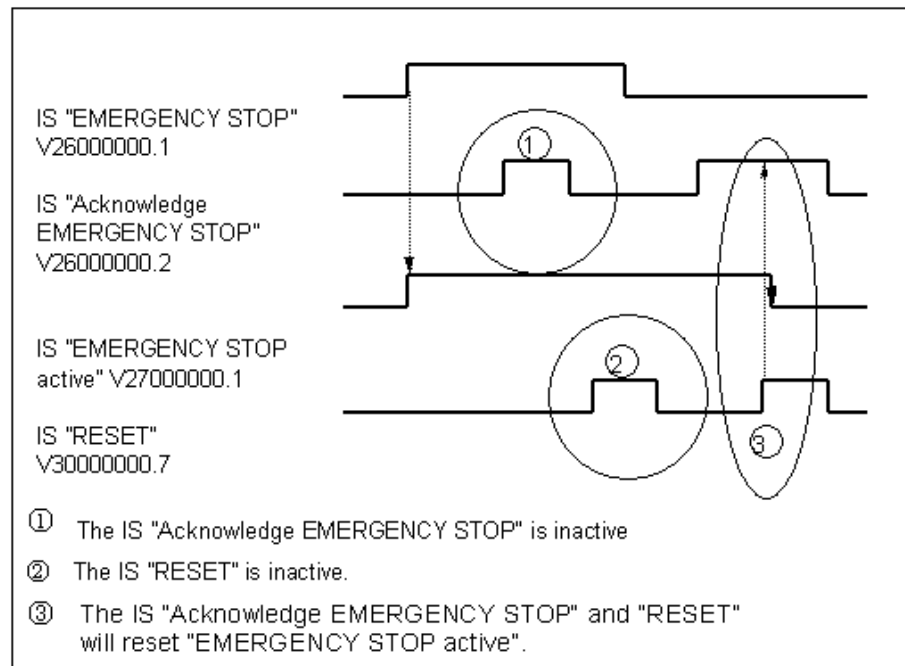 IS "EMERGENCY STOP"
V26000000.1
①
IS "Acknowledge
EMERGENCY STOP"
V26000000.2
IS "EMERGENCY STOP
active" V27000000.1
②
IS "RESET"
V30000000.7
③
① The IS "Acknowledge EMERGENCY STOP" is inactive
② The IS "RESET" is inactive.
③ The IS "Acknowledge EMERGENCY STOP" and "RESET"
will reset "EMERGENCY STOP active".